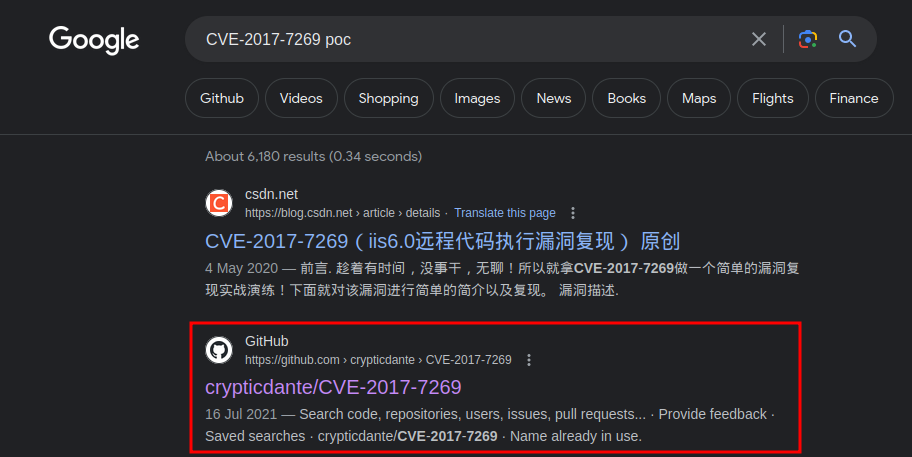 Google
CVE-2017-7269 poc
Github
Videos
Shopping
Images
News
Books
Maps
Flights
Finance
About 6,180 results (0.34 seconds)
csdn.net
https://blog.csdn.net › article › details · Translate this page
CVE-2017-7269（iis6.0远程代码执行漏洞复现） 原创
4 May 2020 — 前言. 趁着有时间，没事干，无聊！所以就拿CVE-2017-7269做一个简单的漏洞复
现实战演练！下面就对该漏洞进行简单的简介以及复现。 漏洞描述.
GitHub
https://github.com › crypticdante › CVE-2017-7269
crypticdante/CVE-2017-7269
16 Jul 2021 — Search code, repositories, users, issues, pull requests... · Provide feedback ·
Saved searches · crypticdante/CVE-2017-7269 · Name already in use.